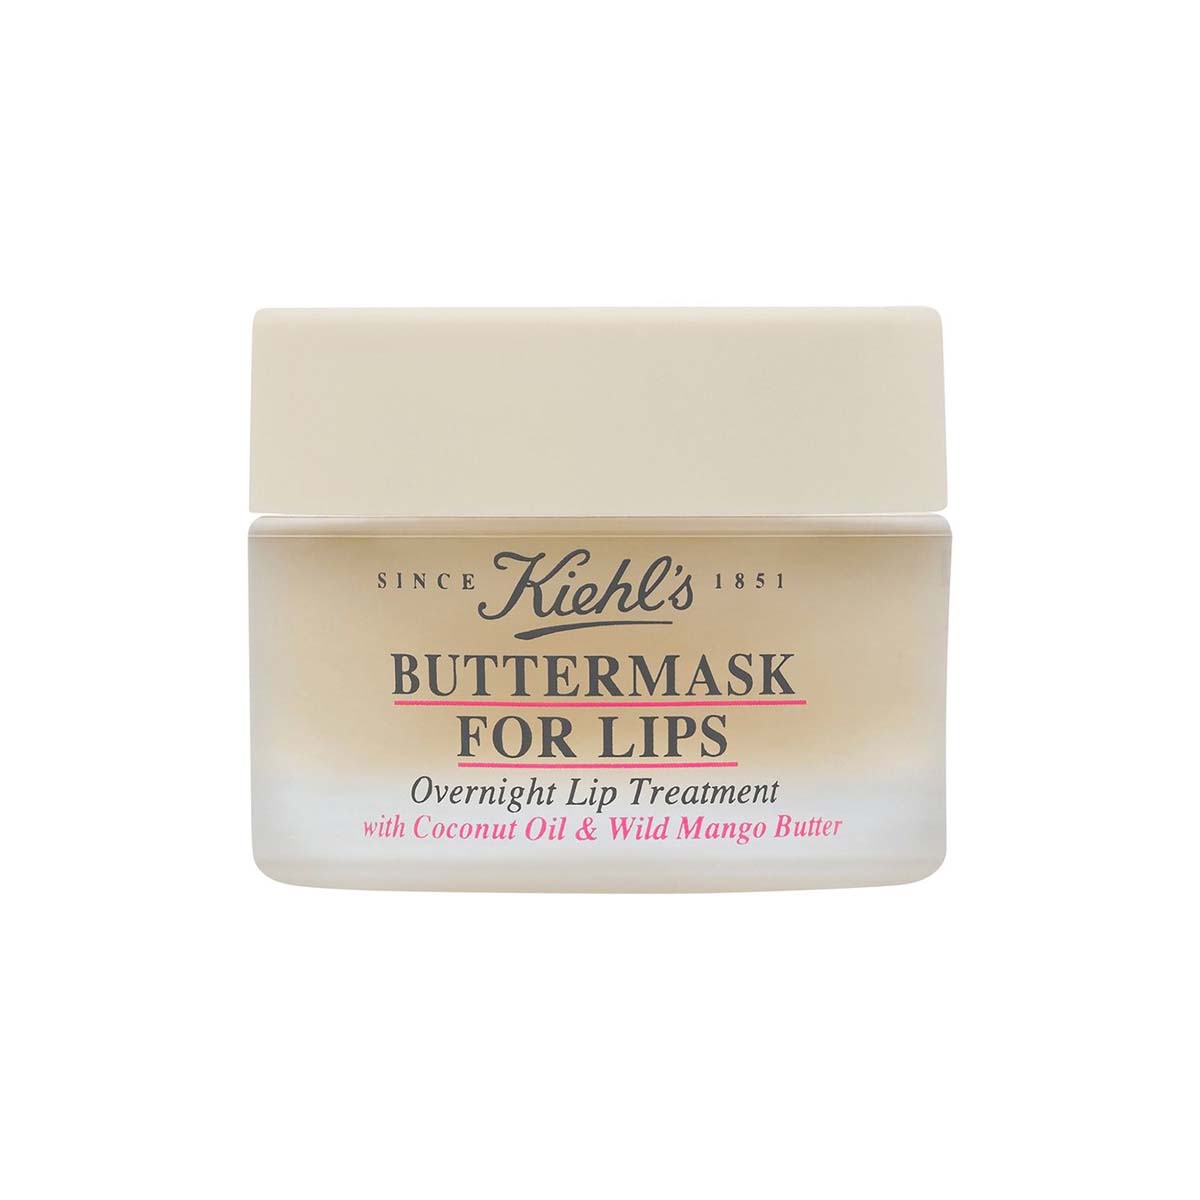 SINCE Kiehl's 1851
BUTTERMASK
FOR LIPS
Overnight Lip Treatment
with Coconut Oil & Wild Mango Butter